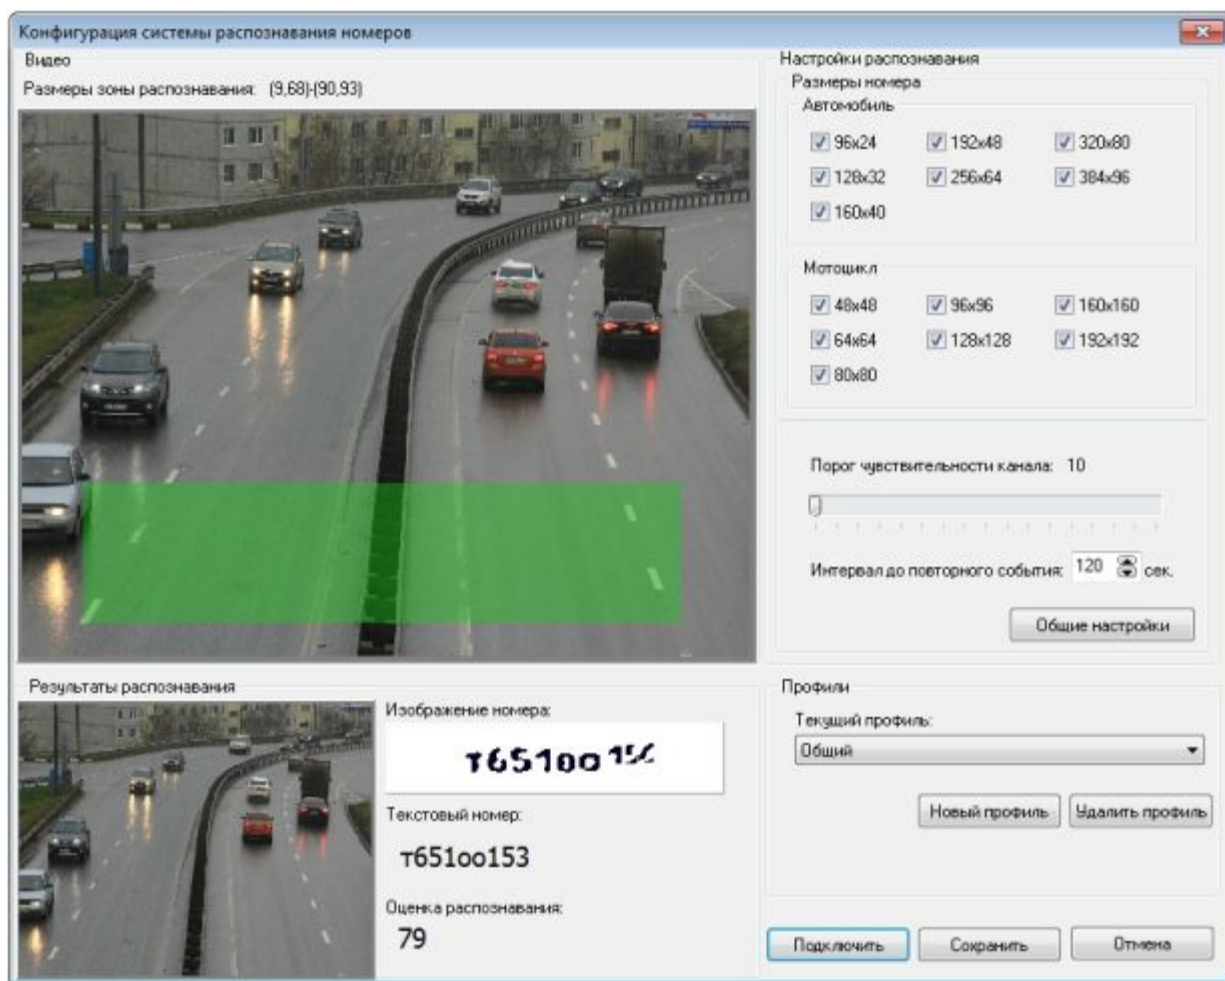 Конфигурация системы распознавания номеров
Видео
Размеры зоны распознавания: (9,68)-(90,93)
Настройки распознавания
Размеры номера
Автомобиль
96x24 192x48 320x80
128x32 256x64 384x96
160x40
Мотоцикл
48x48 96x96 160x160
64x64 128x128 192x192
80x80
Порог чувствительности канала: 10
Интервал до повторного события: 120 сек.
Общие настройки
Результаты распознавания
Изображение номера:
т651оо
Текстовый номер:
т651оо153
Оценка распознавания:
79
Профили
Текущий профиль:
Общий
Новый профиль Удалить профиль
Подключить Сохранить Отмена